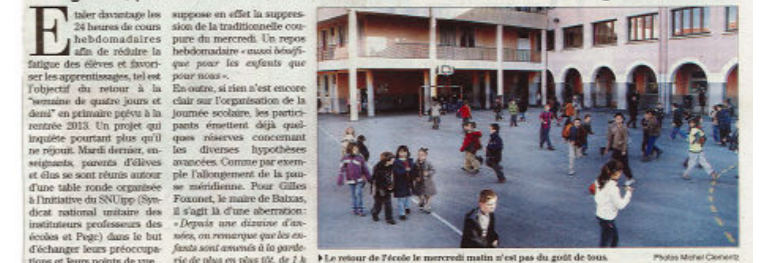 Etaler davantage les
24 heures de cours
hebdomadaires
afin de réduire la
fatigue des élèves et favori-
ser les apprentissages, tel est
l'objectif du retour à la
"semaine de quatre jours et
demi" en primaire prévu à la
rentrée 2013. Un projet qui
inquiète pourtant plus qu'il
ne réjouit. Mardi dernier, en-
seignants, parents d'élèves
et élus se sont réunis autour
d'une table ronde organisée
à l'initiative du SNUipp (Syn-
dicat national unitaire des
instituteurs professeurs des
écoles et Pegc) dans le but
d'échanger leurs préoccupa-
tions et leurs points de vue.
suppose en effet la suppres-
sion de la traditionnelle cou-
pure du mercredi. Un repos
hebdomadaire « aussi bénéfi-
que pour les enfants que
pour nous ».
En outre, si rien n'est encore
clair sur l'organisation de la
journée scolaire, les partici-
pants émettent déjà quel-
ques réserves concernant
les diverses hypothèses
avancées. Comme par exem-
ple l'allongement de la pau-
se méridienne. Pour Gilles
Foxonet, le maire de Baixas,
il s'agit là d'une aberration:
« Depuis une dizaine d'an-
nées, on remarque que les en-
fants sont amenés à la garde-
rie de plus en plus tôt, de 1 h
Le retour de l'école le mercredi matin n'est pas du goût de tous.
Photos Michel Clementz